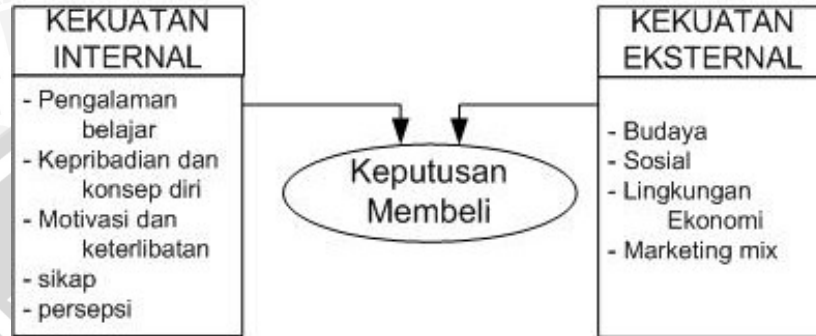 KEKUATAN
INTERNAL
- Pengalaman
belajar
- Kepribadian dan
konsep diri
- Motivasi dan
keterlibatan
- sikap
- persepsi
Keputusan
Membeli
KEKUATAN
EKSTERNAL
- Budaya
- Sosial
- Lingkungan
Ekonomi
- Marketing mix